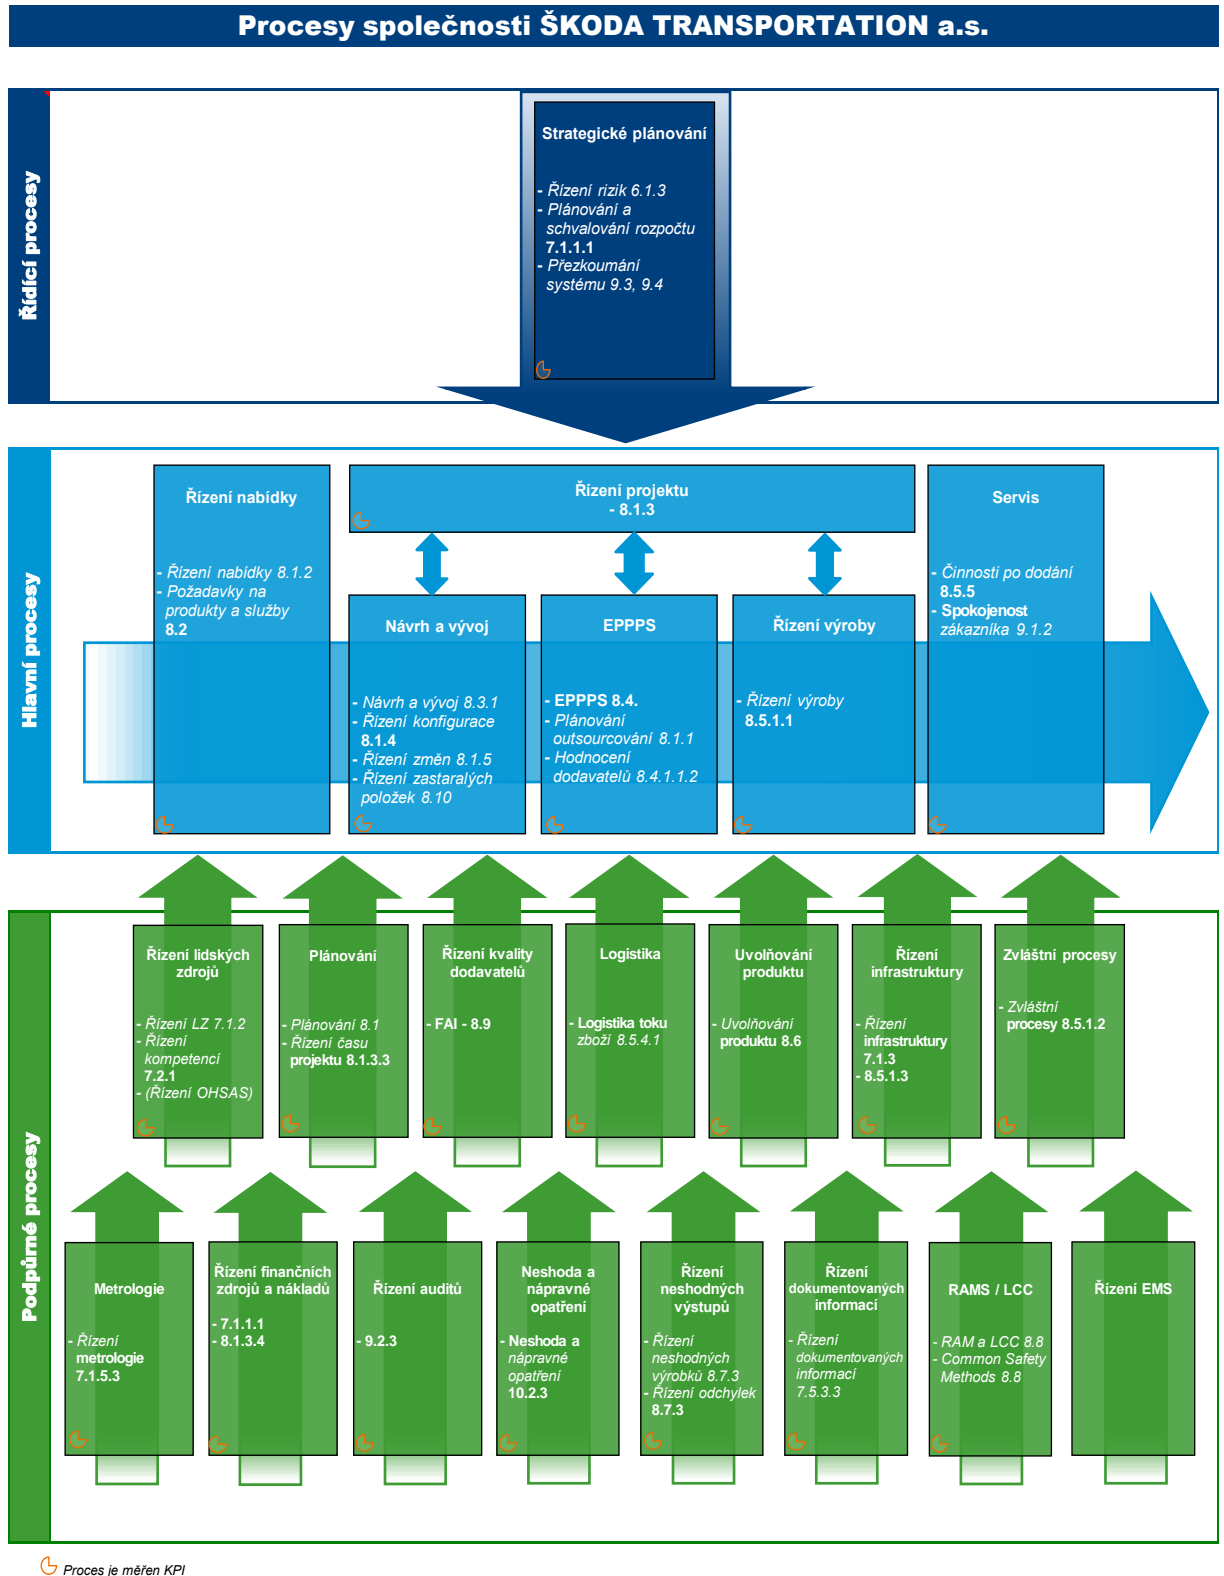 Procesy společnosti ŠKODA TRANSPORTATION a.s.
Řídící procesy
Strategické plánování
- Řízení rizik 6.1.3
- Plánování a
schvalování rozpočtu
7.1.1.1
- Přezkoumání
systému 9.3, 9.4
Hlavní procesy
Řízení nabídky
- Řízení nabídky 8.1.2
- Požadavky na
produkty a služby
8.2
Řízení projektu
- 8.1.3
Návrh a vývoj
- Návrh a vývoj 8.3.1
- Řízení konfigurace
8.1.4
- Řízení změn 8.1.5
- Řízení zastaralých
položek 8.10
EPPPS
- EPPPS 8.4.
- Plánování
outsourcování 8.1.1
- Hodnocení
dodavatelů 8.4.1.1.2
Řízení výroby
- Řízení výroby
8.5.1.1
Servis
- Činnosti po dodání
8.5.5
- Spokojenost
zákazníka 9.1.2
Podpůrné procesy
Řízení lidských
zdrojů
- Řízení LZ 7.1.2
- Řízení
kompetencí
7.2.1
- (Řízení OHSAS)
Plánování
- Plánování 8.1
- Řízení času
projektu 8.1.3.3
Řízení kvality
dodavatelů
- FAI - 8.9
Logistika
- Logistika toku
zboží 8.5.4.1
Uvolňování
produktu
- Uvolňování
produktu 8.6
Řízení
infrastruktury
- Řízení
infrastruktury
7.1.3
- 8.5.1.3
Zvláštní procesy
- Zvláštní
procesy 8.5.1.2
Metrologie
- Řízení
metrologie
7.1.5.3
Řízení finančních
zdrojů a nákladů
- 7.1.1.1
- 8.1.3.4
Řízení auditů
- 9.2.3
Neshoda a
nápravné
opatření
- Neshoda a
nápravné
opatření
10.2.3
Řízení
neshodných
výstupů
- Řízení
neshodných
výrobků 8.7.3
- Řízení odchylek
8.7.3
Řízení
dokumentovaných
informací
- Řízení
dokumentovaných
informací
7.5.3.3
RAMS / LCC
- RAM a LCC 8.8
- Common Safety
Methods 8.8
Řízení EMS
Proces je měřen KPI